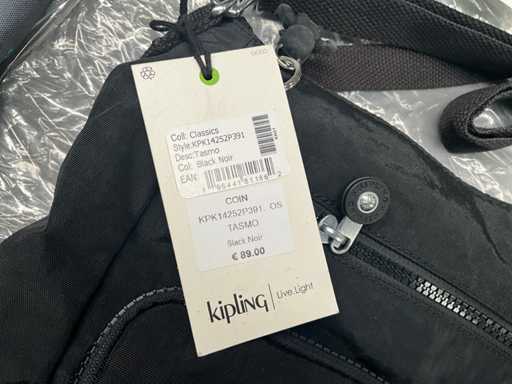 Coll: Classics
Style:KPK14252P391
Desc:Tasmo
Col: Black Noir
EAN:
COIN
KPK14252P391. OS
TASMO
Black Noir
€ 89.00
kipling Live.Light